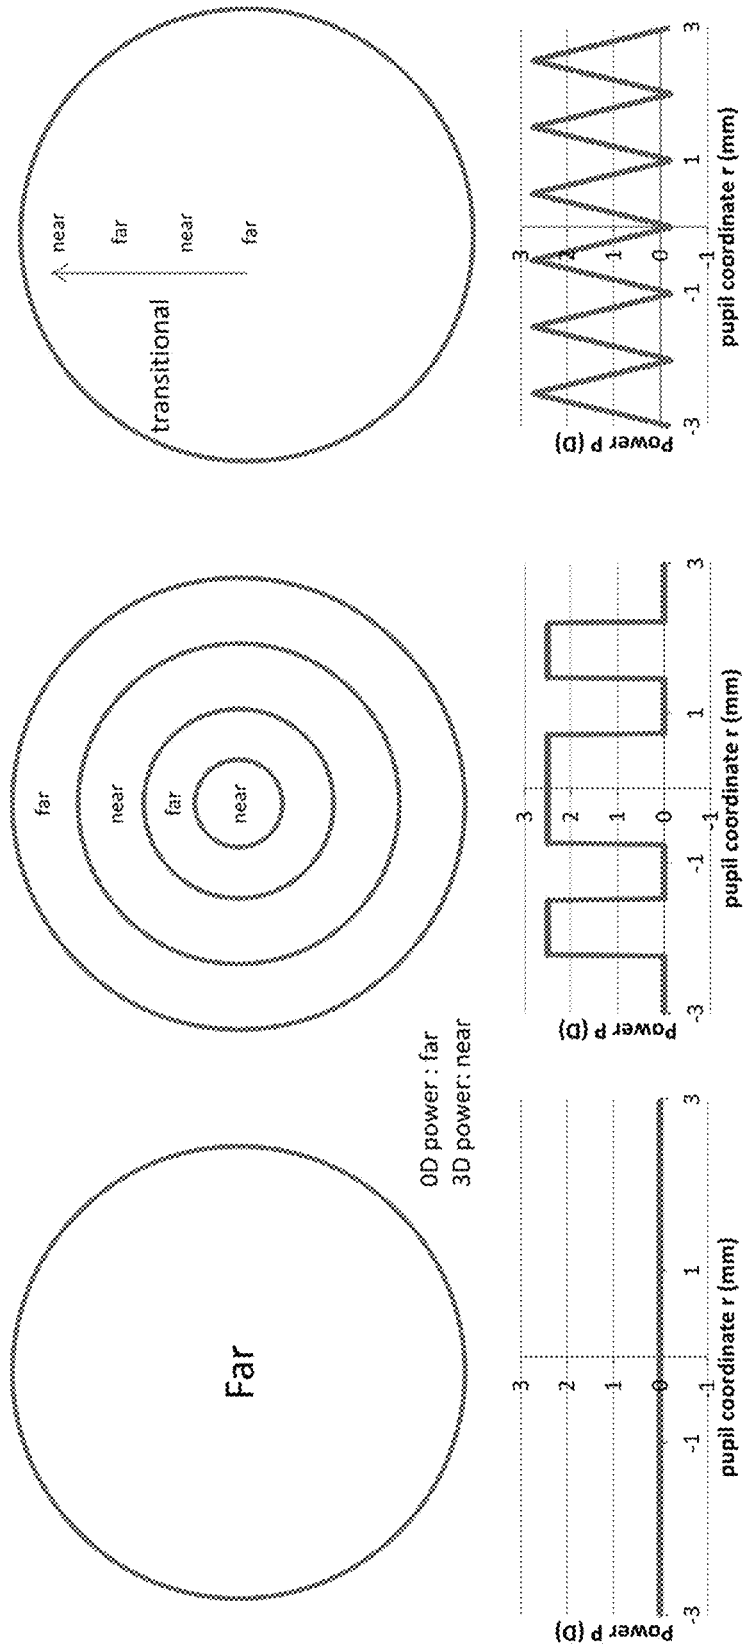 Far
0D power : far
3D power: near
3
2
1
0
-1
-3
-1
1
3
Power P (D)
pupil coordinate r (mm)
far
near
far
near
3
2
1
0
-1
-3
-1
1
3
Power P (D)
pupil coordinate r (mm)
transitional
near
far
near
far
3
2
1
0
-1
-3
-1
1
3
Power P (D)
pupil coordinate r (mm)